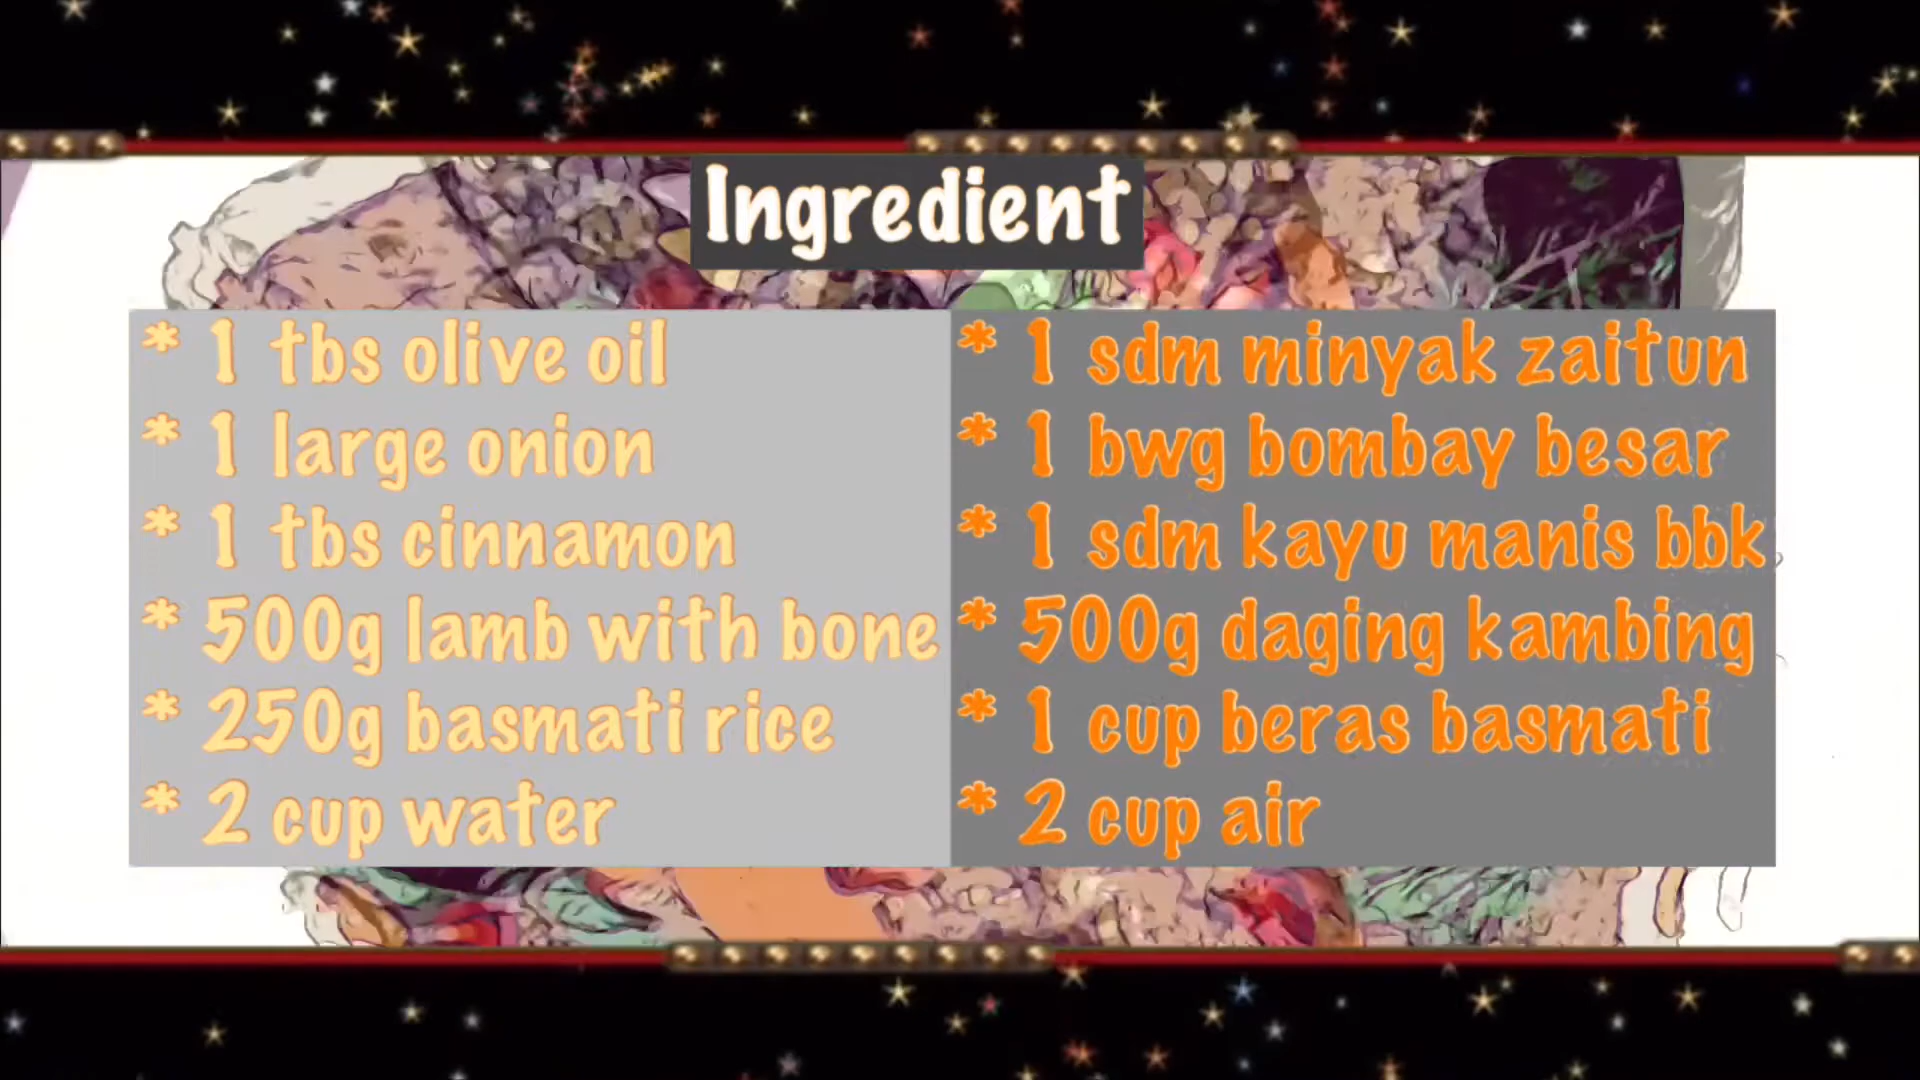 Ingredient
* 1 tbs olive oil
* 1 large onion
* 1 tbs cinnamon
* 500g lamb with bone
* 250g basmati rice
* 2 cup water
* 1 sdm minyak zaitun
* 1 bwg bombay besar
* 1 sdm kayu manis bbk
* 500g daging kambing
* 1 cup beras basmati
* 2 cup air